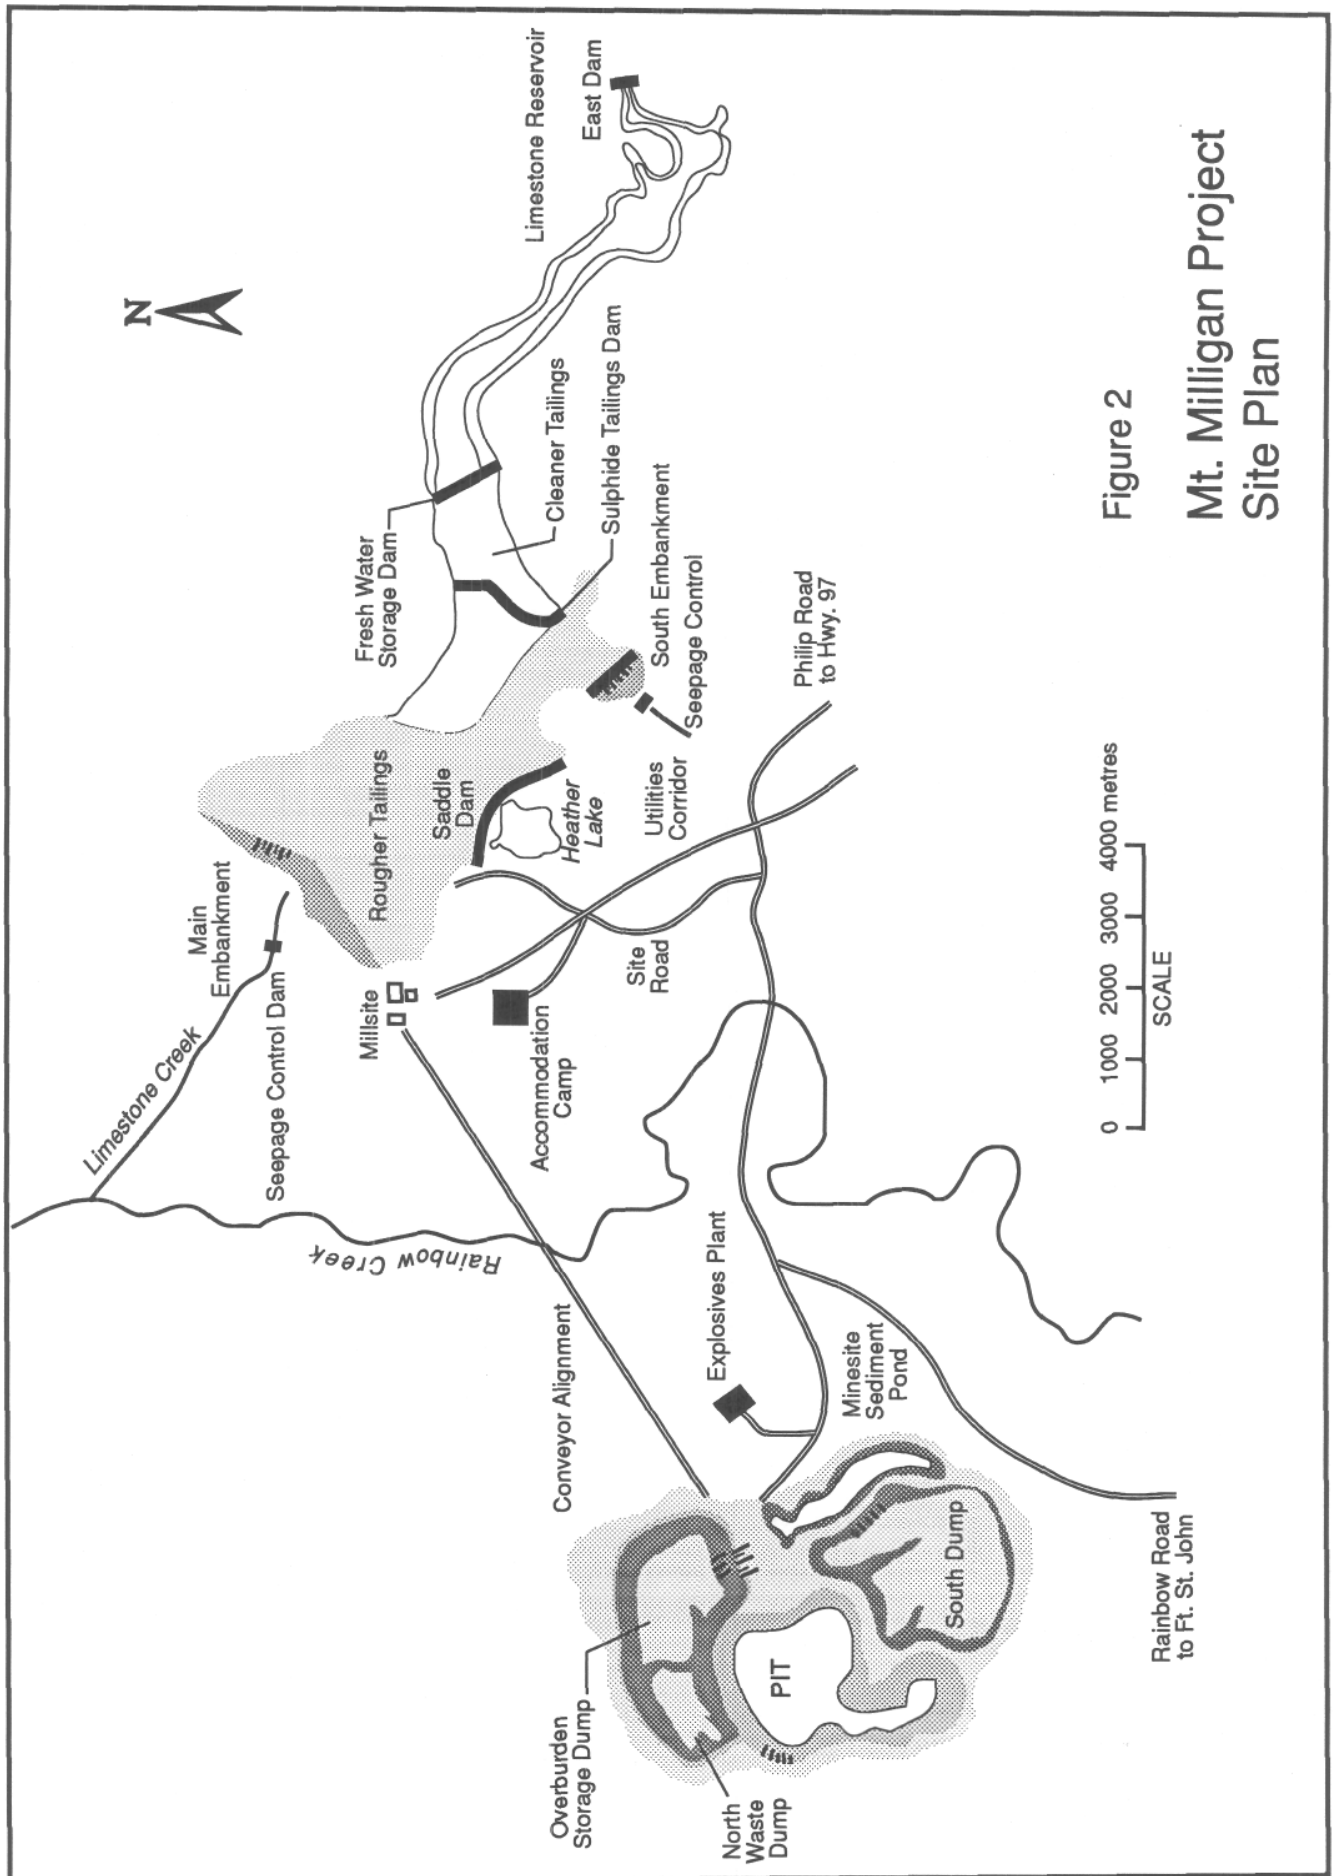 Limestone Reservoir
East Dam
N
Fresh Water
Storage Dam
Cleaner Tailings
Sulphide Tailings Dam
South Embankment
Seepage Control
Philip Road
to Hwy. 97
Rougher Tailings
Saddle
Dam
Heather
Lake
Utilities
Corridor
Main
Embankment
Limestone Creek
Seepage Control Dam
Millsite
Site
Road
Accommodation
Camp
Rainbow Creek
Conveyor Alignment
Explosives Plant
Minesite
Sediment
Pond
Overburden
Storage Dump
North
Waste
Dump
PIT
South Dump
Rainbow Road
to Ft. St. John
0 1000 2000 3000 4000 metres
SCALE
Figure 2
Mt. Milligan Project
Site Plan